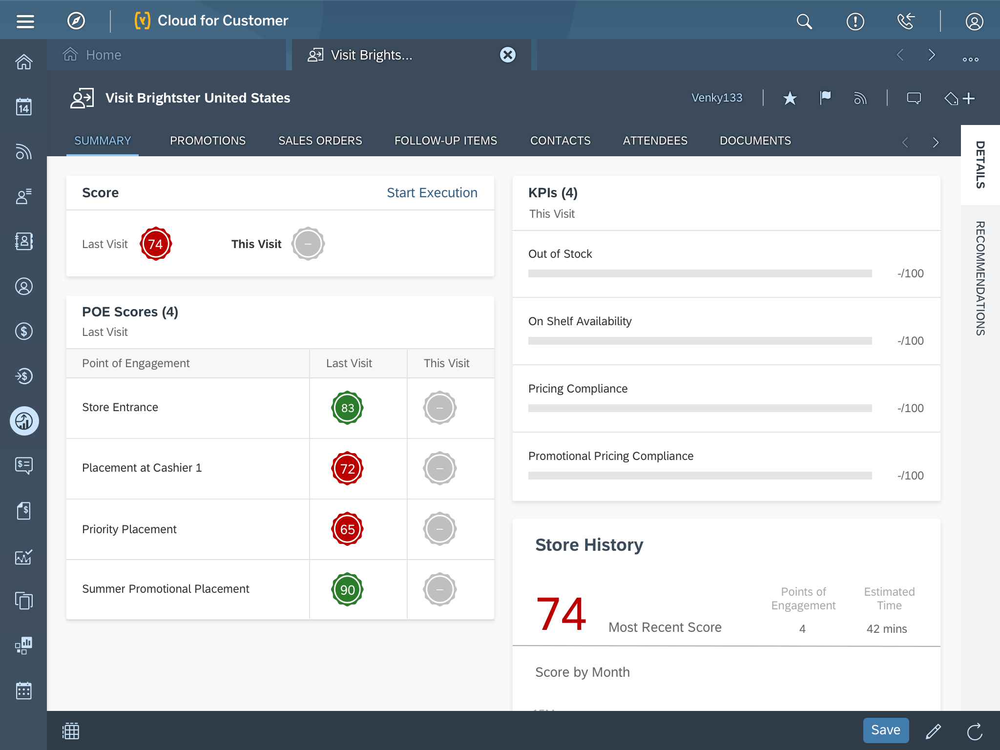 Cloud for Customer
Home
Visit Brights...
14
Visit Brightster United States
Venky133
SUMMARY
PROMOTIONS
SALES ORDERS
FOLLOW-UP ITEMS
CONTACTS
ATTENDEES
DOCUMENTS
DETAILS
RECOMMENDATIONS
Score
Start Execution
Last Visit
74
This Visit
–
POE Scores (4)
Last Visit
Point of Engagement
Last Visit
This Visit
Store Entrance
83
–
Placement at Cashier 1
72
–
Priority Placement
65
–
Summer Promotional Placement
90
–
KPIs (4)
This Visit
Out of Stock
-/100
On Shelf Availability
-/100
Pricing Compliance
-/100
Promotional Pricing Compliance
-/100
Store History
74
Most Recent Score
Points of
Engagement
4
Estimated
Time
42 mins
Score by Month
Save